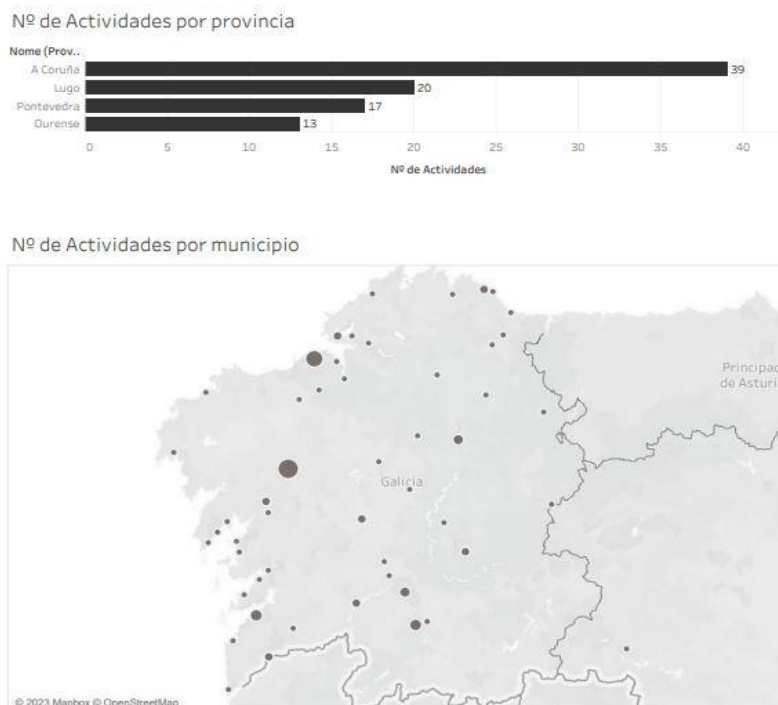 Nº de Actividades por provincia
Nome (Prov..
A Coruña 39
Lugo 20
Pontevedra 17
Ourense 13
0 5 10 15 20 25 30 35 40
Nº de Actividades
Nº de Actividades por municipio
Principad
de Asturi
Galicia
© 2023 Mapbox © OpenStreetMap